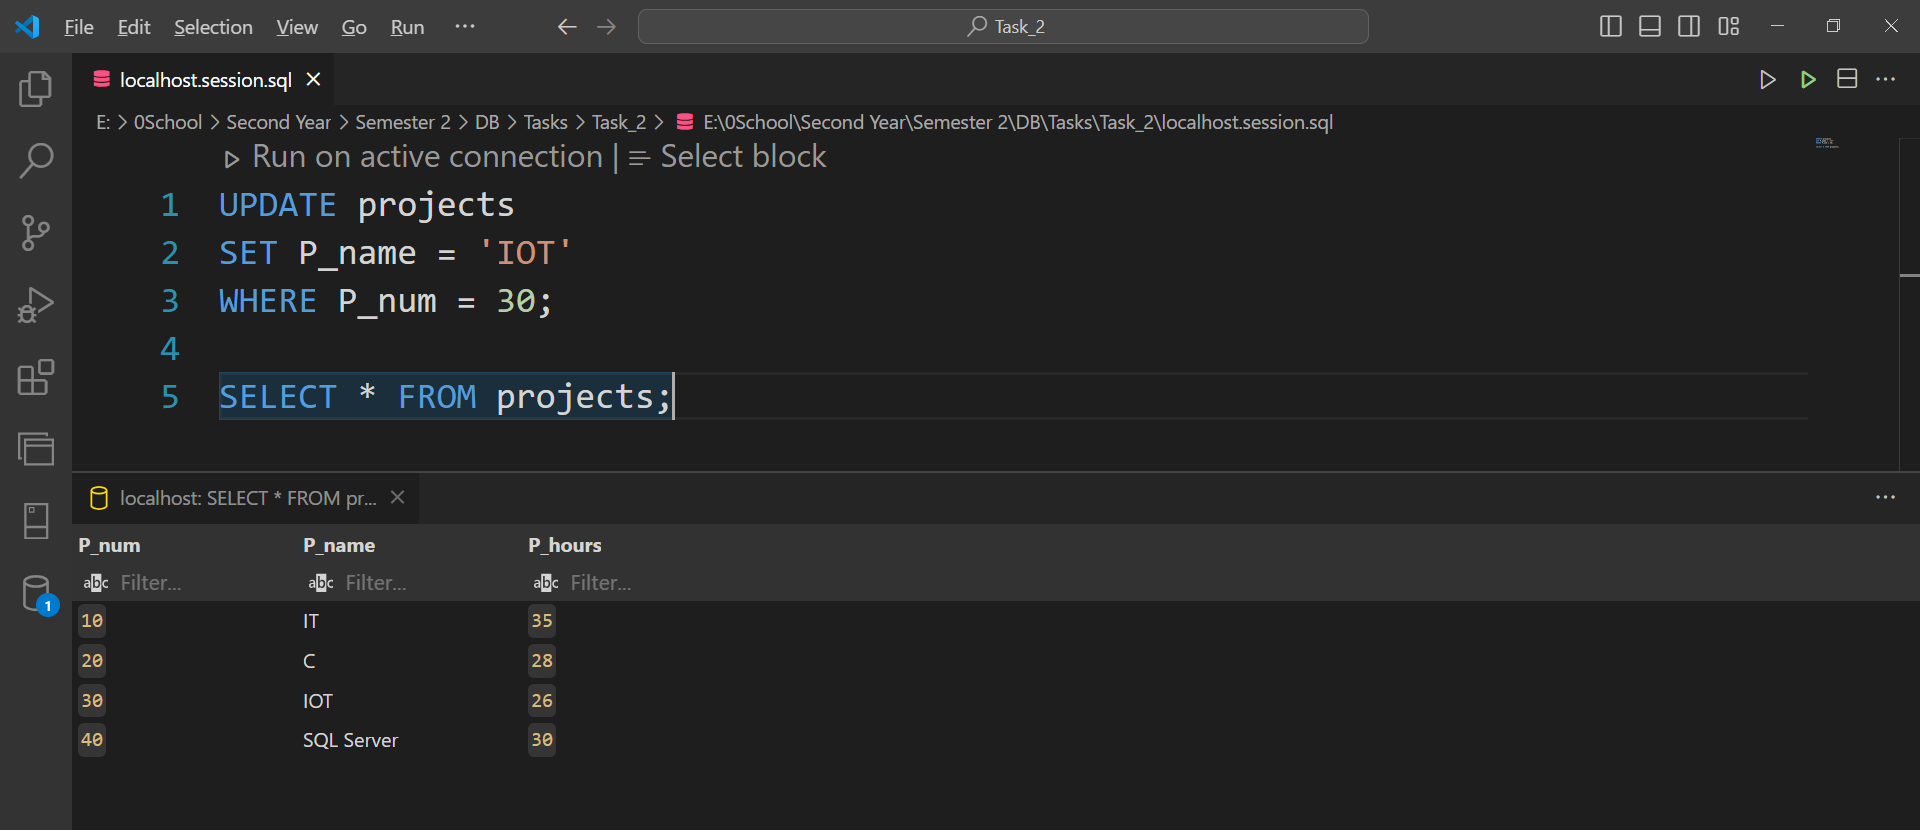 File Edit Selection View Go Run ··· Task_2
localhost.session.sql
E: > 0School > Second Year > Semester 2 > DB > Tasks > Task_2 > E:\0School\Second Year\Semester 2\DB\Tasks\Task_2\localhost.session.sql
Run on active connection | Select block
1 UPDATE projects
2 SET P_name = 'IOT'
3 WHERE P_num = 30;
4
5 SELECT * FROM projects;
localhost: SELECT * FROM pr...
P_num P_name P_hours
abc Filter... abc Filter... abc Filter...
10 IT 35
20 C 28
30 IOT 26
1
40 SQL Server 30